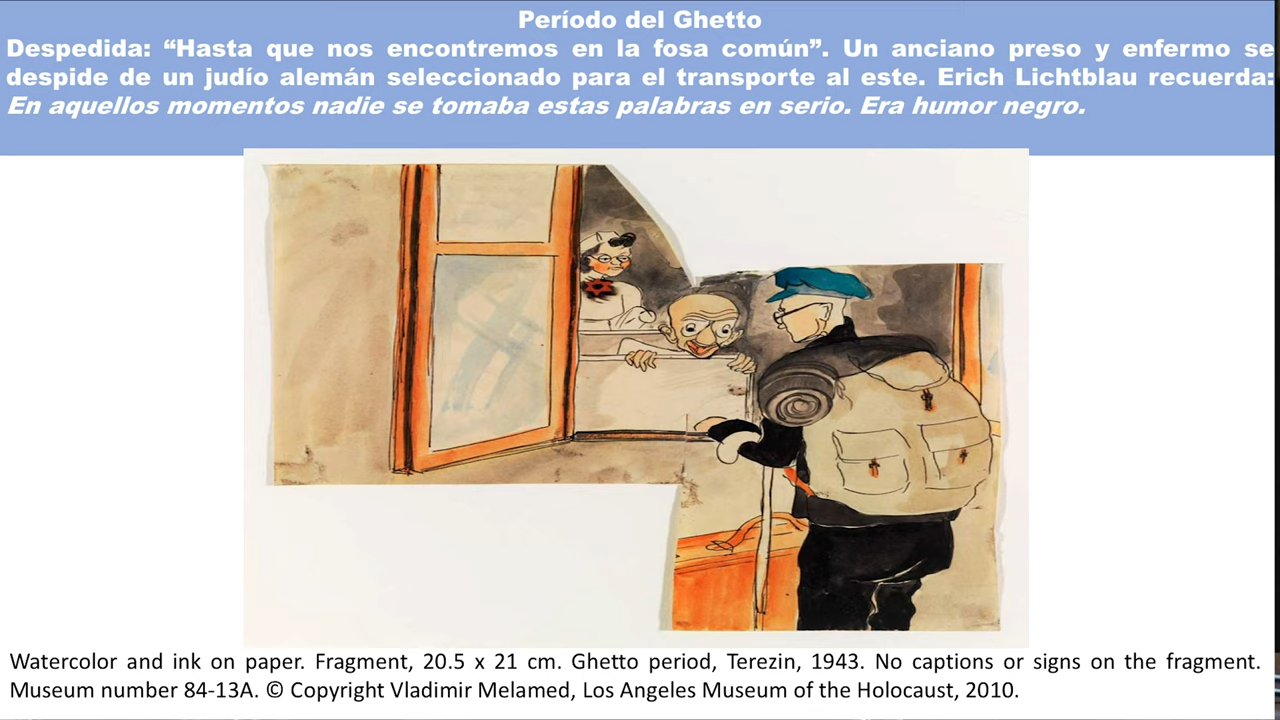 Período del Ghetto
Despedida: “Hasta que nos encontremos en la fosa común”. Un anciano preso y enfermo se
despide de un judío alemán seleccionado para el transporte al este. Erich Lichtblau recuerda:
En aquellos momentos nadie se tomaba estas palabras en serio. Era humor negro.
Watercolor and ink on paper. Fragment, 20.5 x 21 cm. Ghetto period, Terezin, 1943. No captions or signs on the fragment.
Museum number 84-13A. © Copyright Vladimir Melamed, Los Angeles Museum of the Holocaust, 2010.